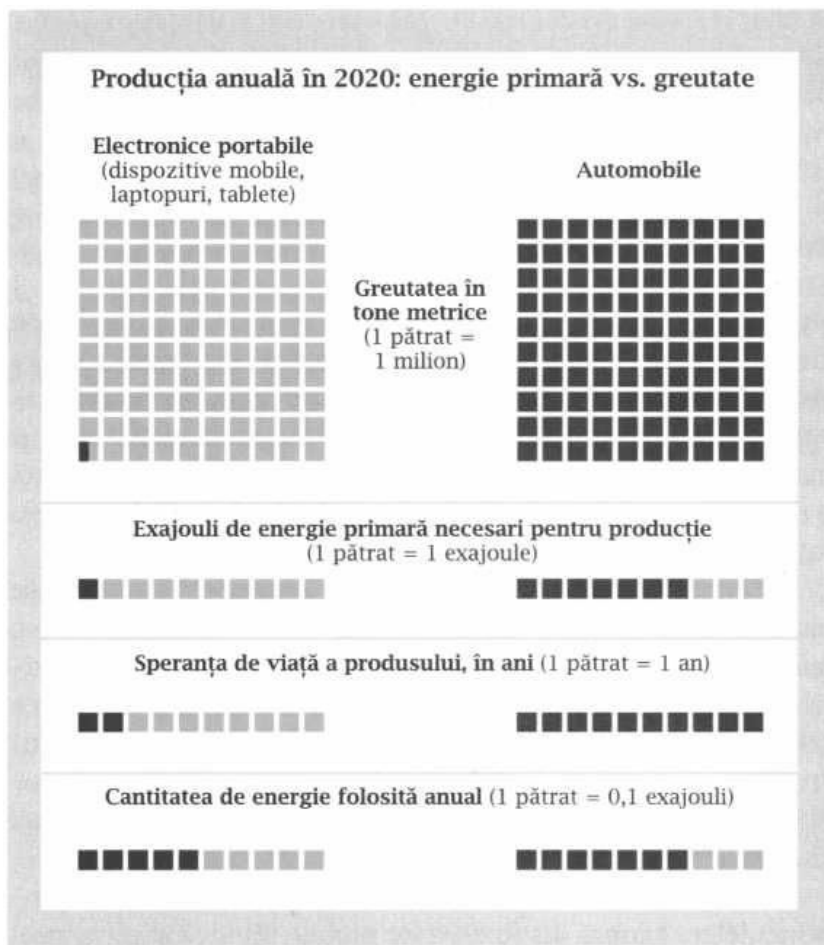 Producția anuală în 2020: energie primară vs. greutate
Electronice portabile
(dispozitive mobile,
laptopuri, tablete)
Automobile
Greutatea în
tone metrice
(1 pătrat =
1 milion)
Exajouli de energie primară necesari pentru producție
(1 pătrat = 1 exajoule)
Speranța de viață a produsului, în ani (1 pătrat = 1 an)
Cantitatea de energie folosită anual (1 pătrat = 0,1 exajouli)